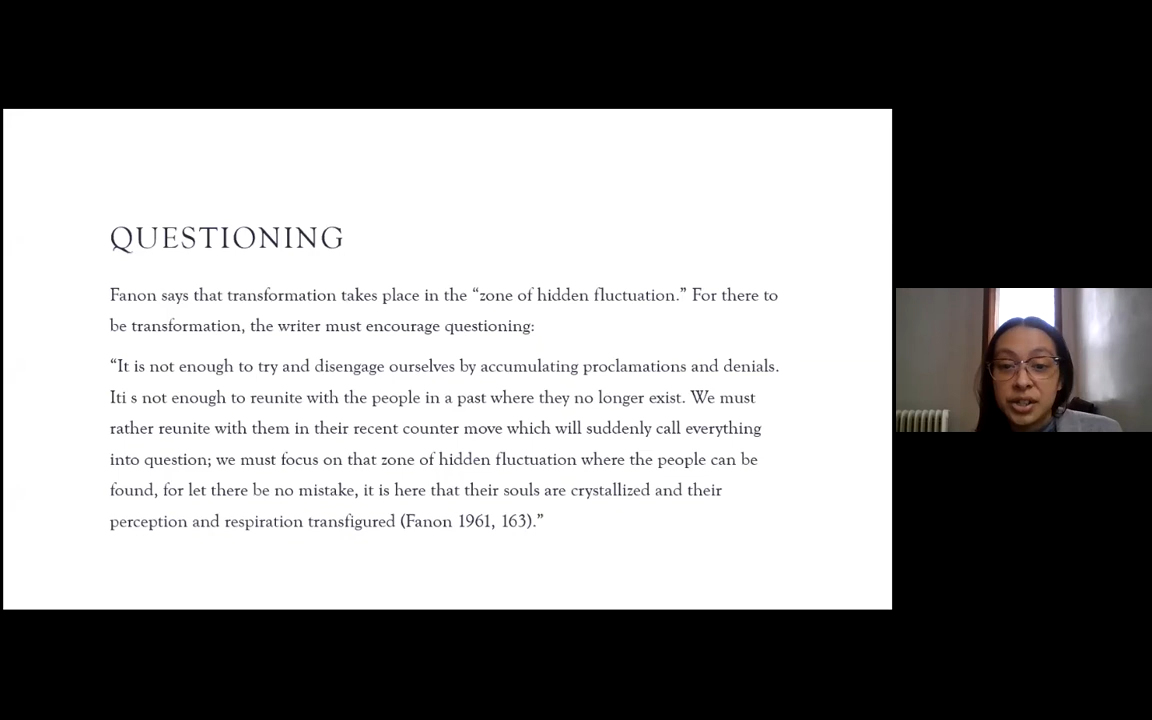 QUESTIONING
Fanon says that transformation takes place in the “zone of hidden fluctuation.” For there to
be transformation, the writer must encourage questioning:
“It is not enough to try and disengage ourselves by accumulating proclamations and denials.
Iti s not enough to reunite with the people in a past where they no longer exist. We must
rather reunite with them in their recent counter move which will suddenly call everything
into question; we must focus on that zone of hidden fluctuation where the people can be
found, for let there be no mistake, it is here that their souls are crystallized and their
perception and respiration transfigured (Fanon 1961, 163).”